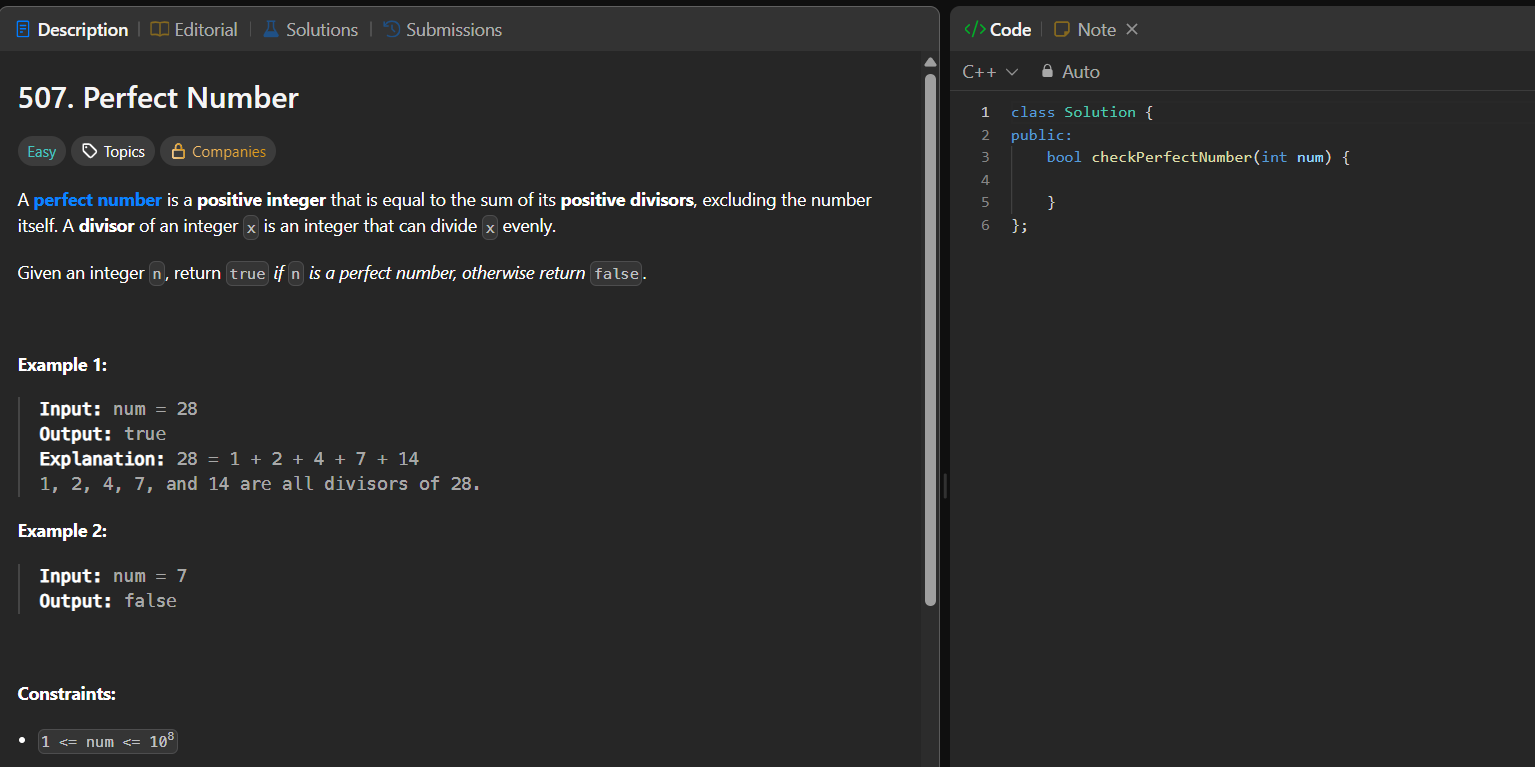 Description | Editorial | Solutions | Submissions
507. Perfect Number
Easy Topics Companies
A perfect number is a positive integer that is equal to the sum of its positive divisors, excluding the number
itself. A divisor of an integer x is an integer that can divide x evenly.
Given an integer n, return true if n is a perfect number, otherwise return false.
Example 1:
Input: num = 28
Output: true
Explanation: 28 = 1 + 2 + 4 + 7 + 14
1, 2, 4, 7, and 14 are all divisors of 28.
Example 2:
Input: num = 7
Output: false
Constraints:
• 1 <= num <= 10⁸
</> Code | Note ×
C++ Auto
1 class Solution {
2 public:
3     bool checkPerfectNumber(int num) {
4
5     }
6 };